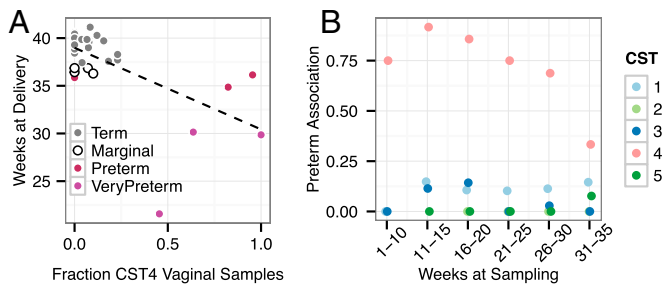 A
Weeks at Delivery
40
35
30
25
Term
Marginal
Preterm
VeryPreterm
0.0
0.5
1.0
Fraction CST4 Vaginal Samples
B
Preterm Association
0.75
0.50
0.25
0.00
1−10
11−15
16−20
21−25
26−30
31−35
Weeks at Sampling
CST
1
2
3
4
5